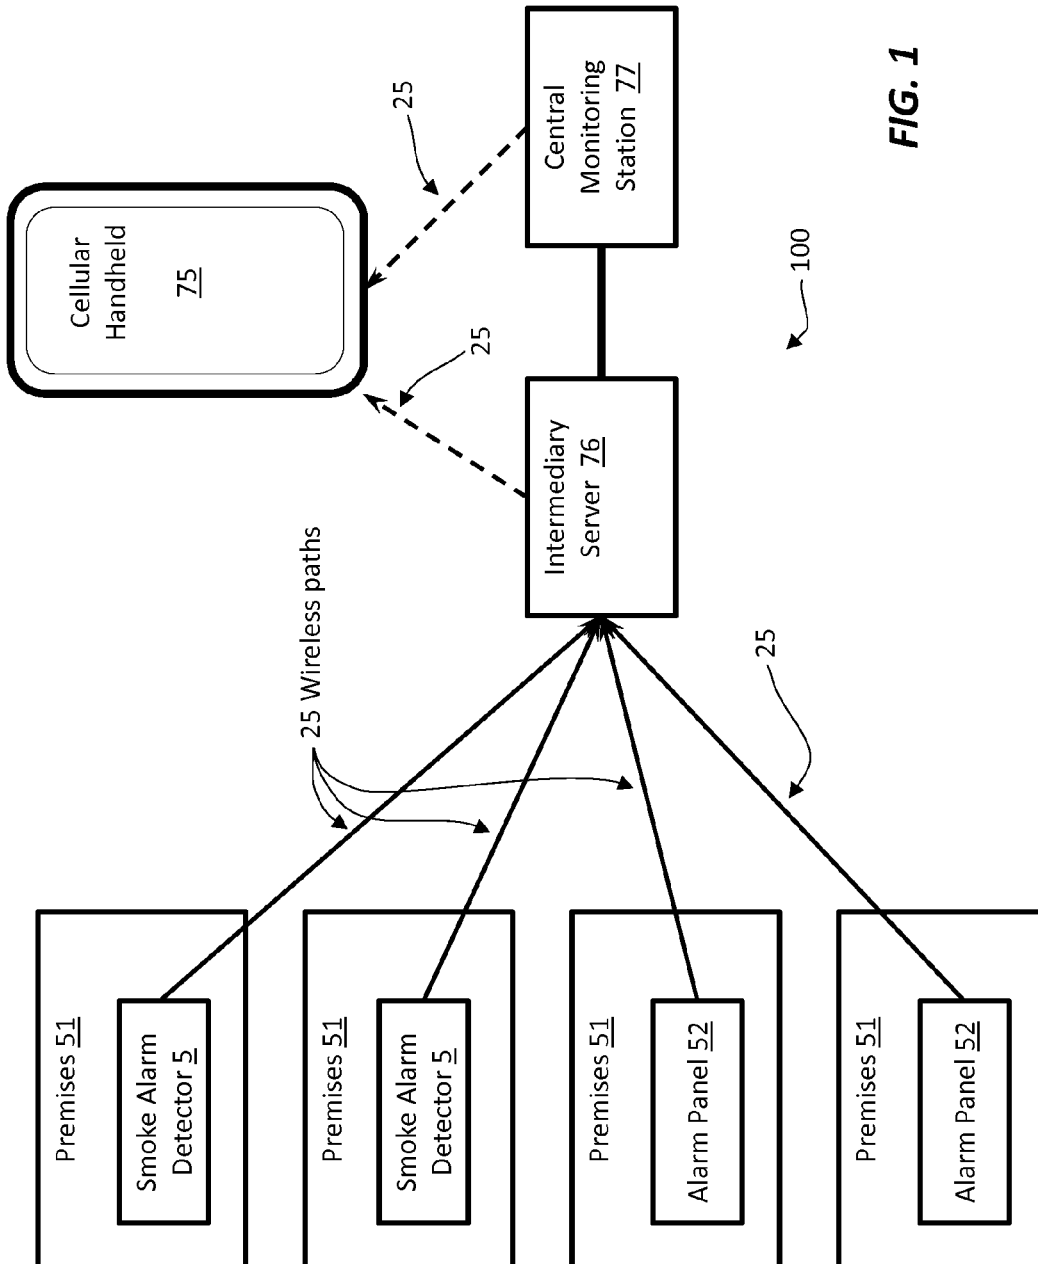 Premises 51
Smoke Alarm
Detector 5
Premises 51
Smoke Alarm
Detector 5
Premises 51
Alarm Panel 52
Premises 51
Alarm Panel 52
25 Wireless paths
25
Intermediary
Server 76
25
Cellular
Handheld
75
25
Central
Monitoring
Station 77
100
FIG. 1